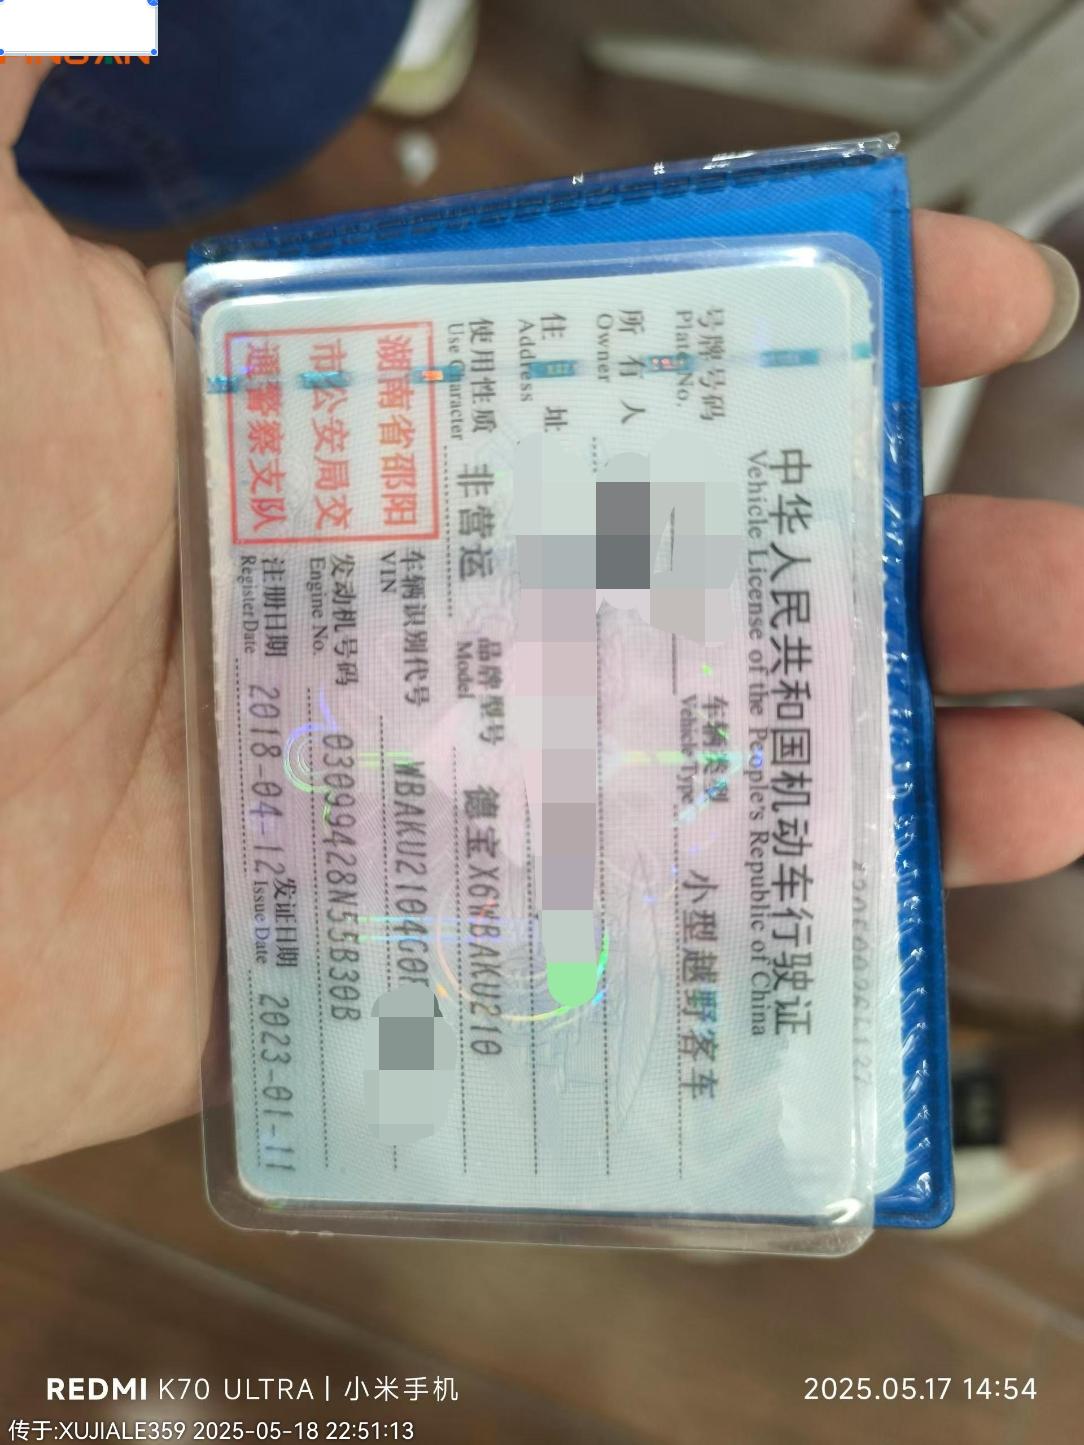 中华人民共和国机动车行驶证
Vehicle License of the People's Republic of China
号牌号码
Plate No.
车辆类型 小型越野客车
Vehicle Type
所有人
Owner
住址
Address
使用性质 非营运
Use Character
品牌型号 德宝X6WBAKU210
Model
湖南省邵阳
市公安局交
通警察支队
车辆识别代号 WBAKU2104G0
VIN
发动机号码 03099428N55B30B
Engine No.
注册日期 2018-04-12
Register Date
发证日期 2023-01-11
Issue Date
REDMI K70 ULTRA | 小米手机
2025.05.17 14:54
传于:XUJIALE359 2025-05-18 22:51:13